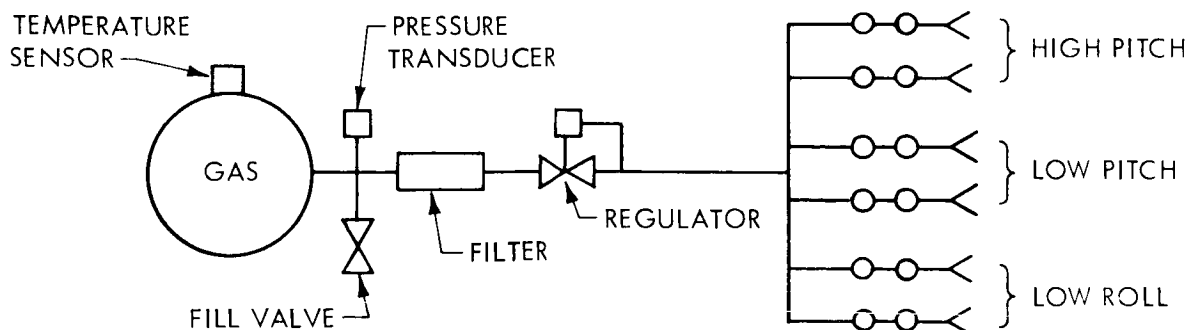 TEMPERATURE
SENSOR
PRESSURE
TRANSDUCER
GAS
FILL VALVE
FILTER
REGULATOR
HIGH PITCH
LOW PITCH
LOW ROLL